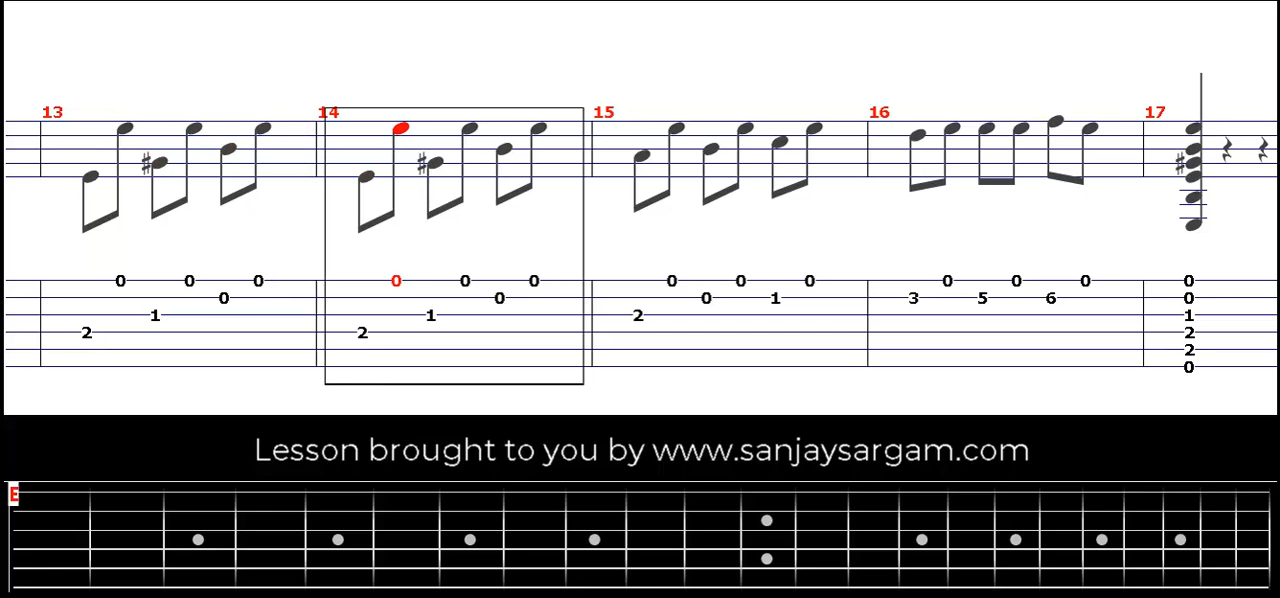 13 14 15 16 17
0 0 0 0 0 0 0 0 0 0 0 0 0
0 0 0 1 3 5 6 0
1 1 2 1
2 2 2
2
0
Lesson brought to you by www.sanjaysargam.com
E